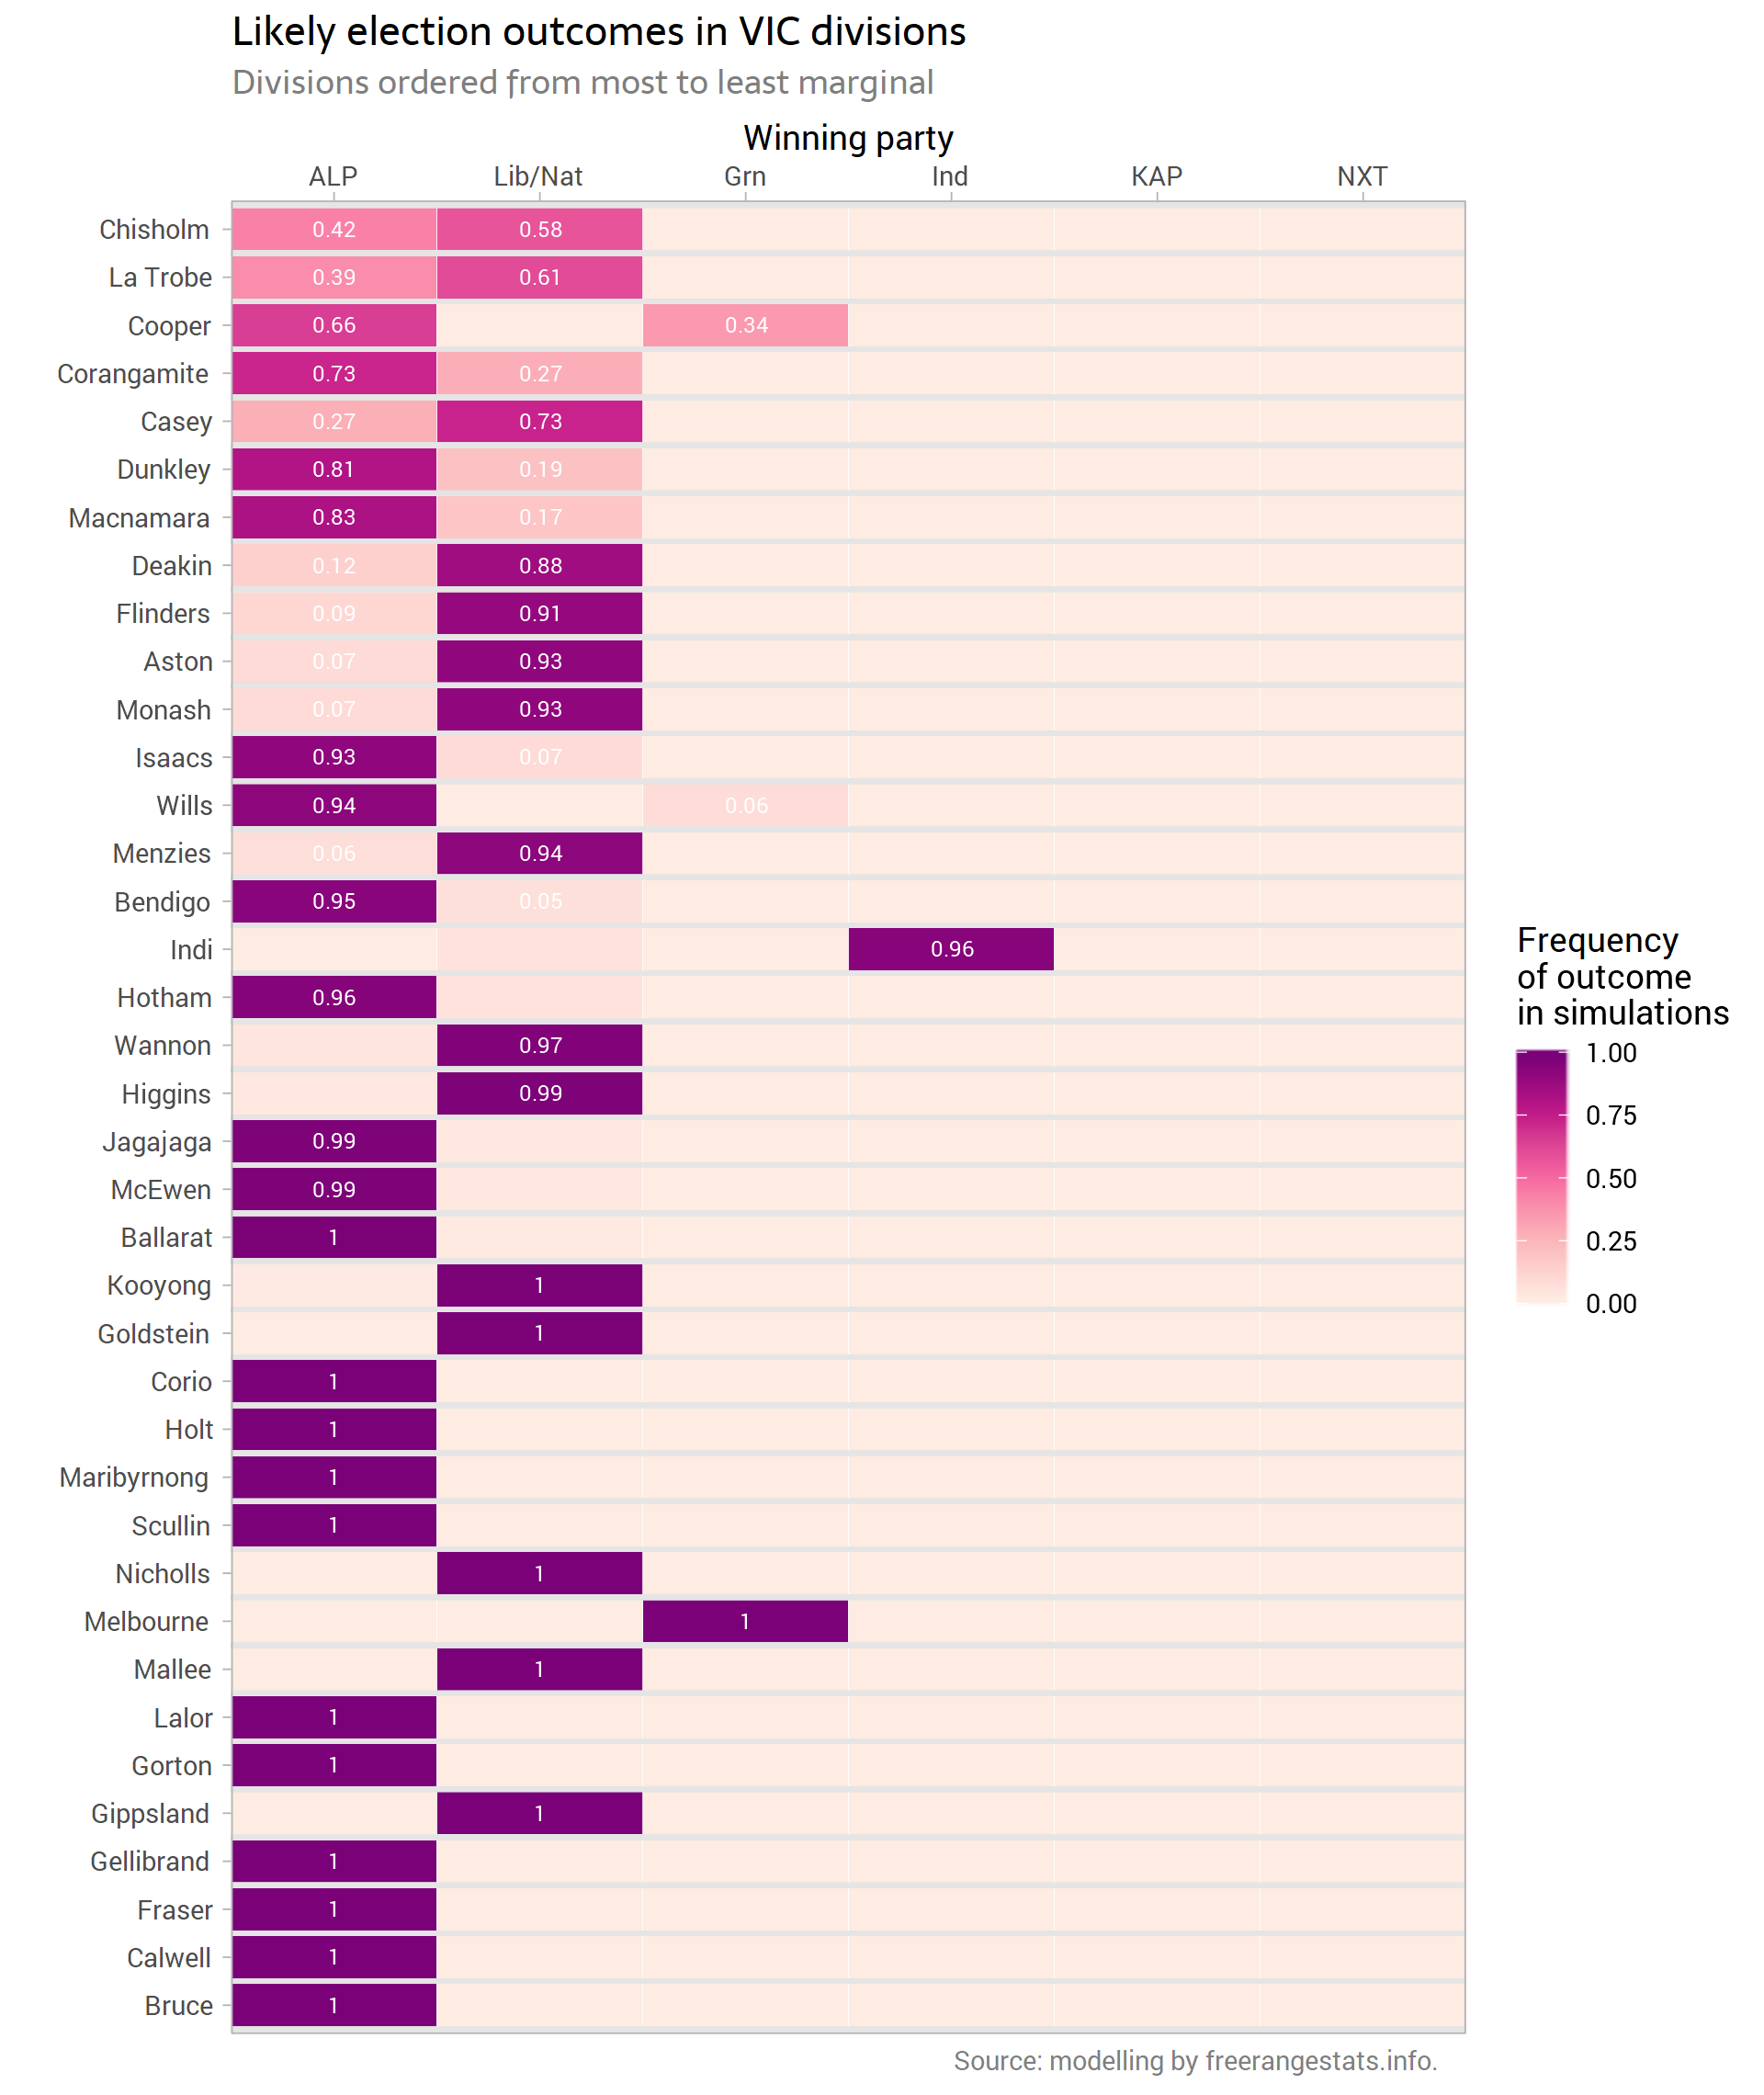 Likely election outcomes in VIC divisions
Divisions ordered from most to least marginal
Winning party
ALP Lib/Nat Grn Ind KAP NXT
Chisholm 0.42 0.58
La Trobe 0.39 0.61
Cooper 0.66 0.34
Corangamite 0.73 0.27
Casey 0.27 0.73
Dunkley 0.81 0.19
Macnamara 0.83 0.17
Deakin 0.12 0.88
Flinders 0.09 0.91
Aston 0.07 0.93
Monash 0.07 0.93
Isaacs 0.93 0.07
Wills 0.94 0.06
Menzies 0.06 0.94
Bendigo 0.95 0.05
Indi 0.96
Hotham 0.96
Wannon 0.97
Higgins 0.99
Jagajaga 0.99
McEwen 0.99
Ballarat 1
Kooyong 1
Goldstein 1
Corio 1
Holt 1
Maribyrnong 1
Scullin 1
Nicholls 1
Melbourne 1
Mallee 1
Lalor 1
Gorton 1
Gippsland 1
Gellibrand 1
Fraser 1
Calwell 1
Bruce 1
Frequency
of outcome
in simulations
1.00
0.75
0.50
0.25
0.00
Source: modelling by freerangestats.info.